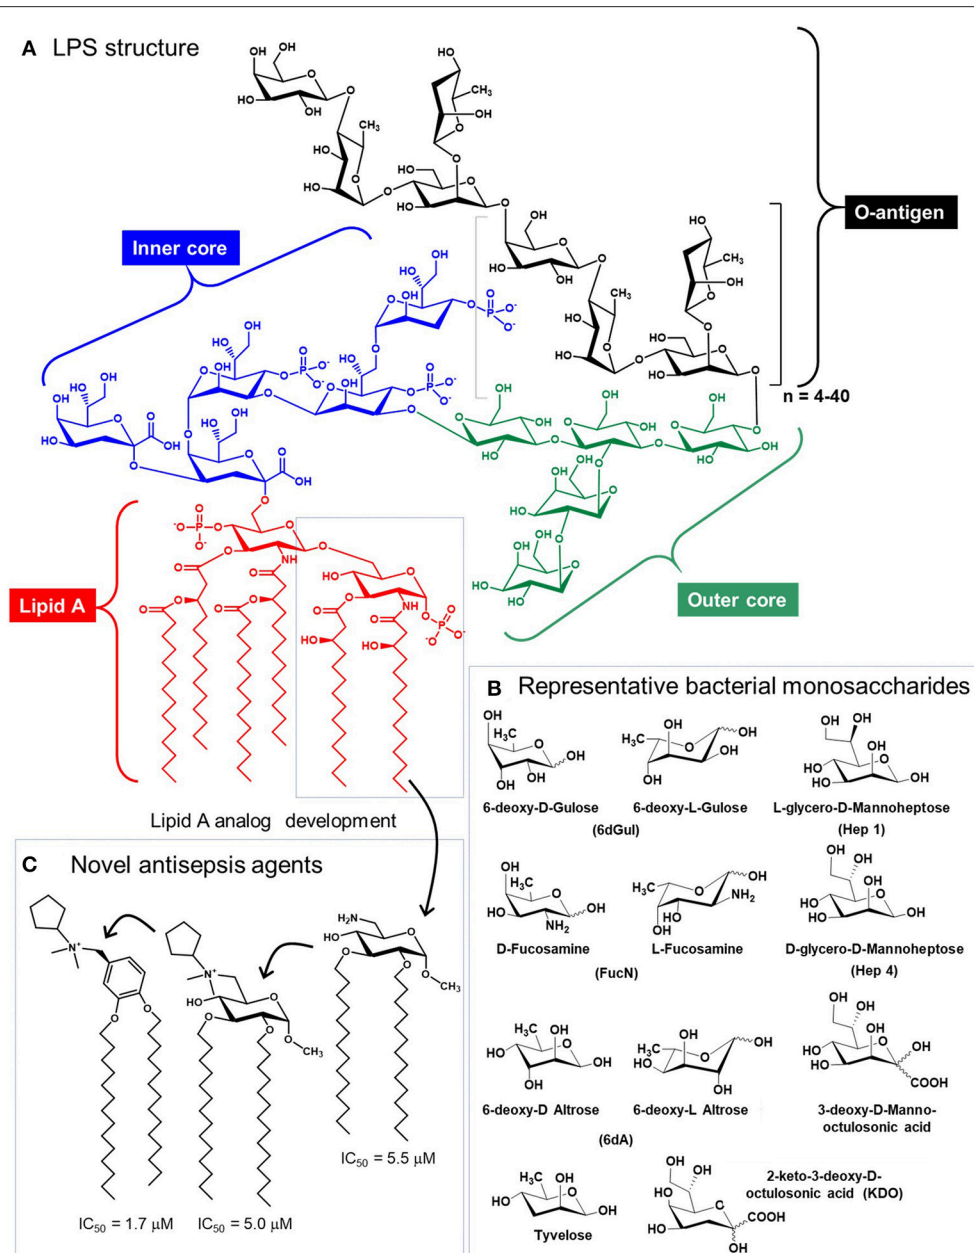 A LPS structure
O-antigen
Inner core
n = 4-40
Lipid A
Outer core
Lipid A analog development
B Representative bacterial monosaccharides
6-deoxy-D-Gulose
6-deoxy-L-Gulose
(6dGul)
L-glycero-D-Mannoheptose
(Hep 1)
D-Fucosamine
L-Fucosamine
(FucN)
D-glycero-D-Mannoheptose
(Hep 4)
6-deoxy-D Altrose
6-deoxy-L Altrose
(6dA)
3-deoxy-D-Manno-
octulosonic acid
Tyvelose
2-keto-3-deoxy-D-
octulosonic acid (KDO)
C Novel antisepsis agents
IC50 = 1.7 μM
IC50 = 5.0 μM
IC50 = 5.5 μM